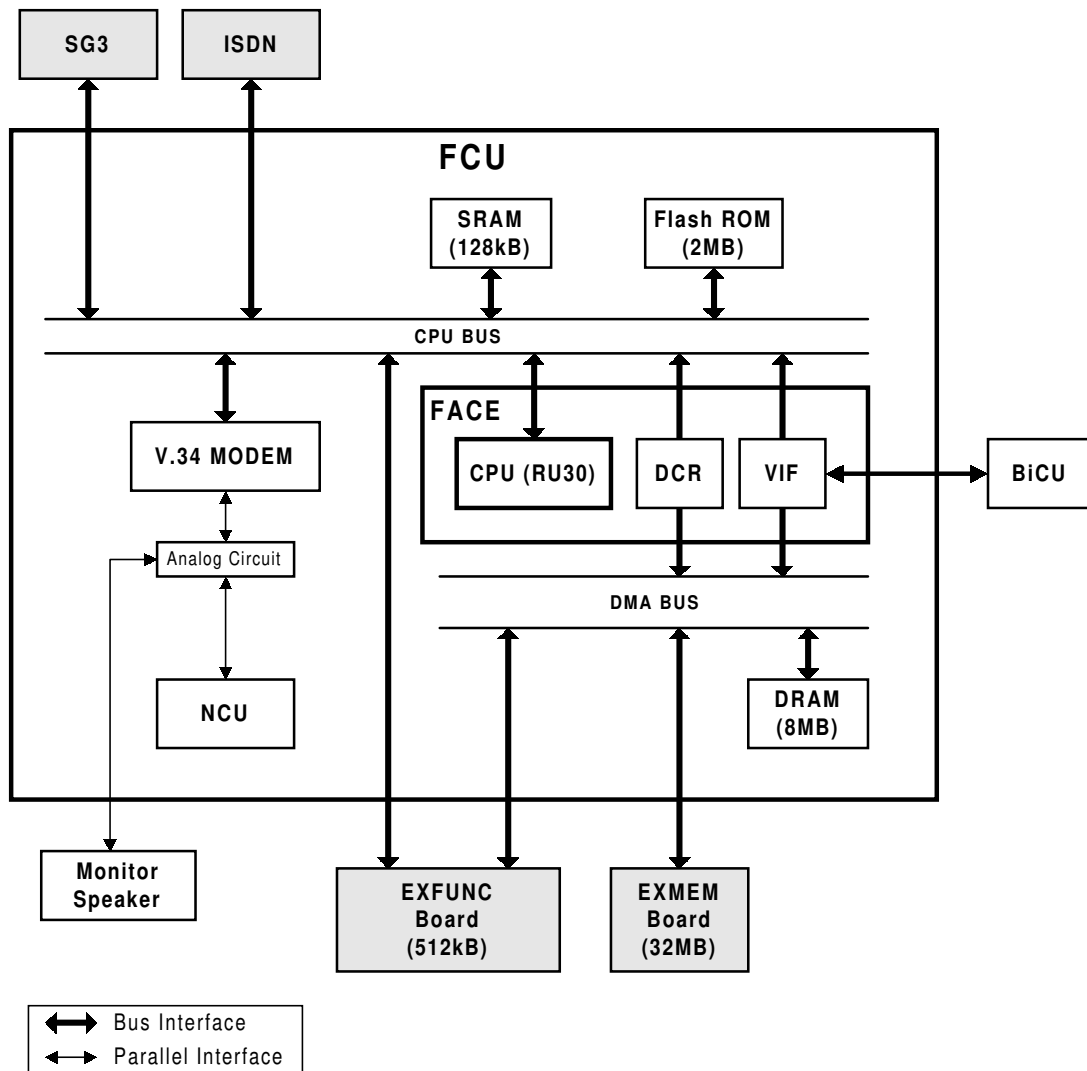 SG3
ISDN
FCU
SRAM
(128kB)
Flash ROM
(2MB)
CPU BUS
FACE
V.34 MODEM
CPU (RU30)
DCR
VIF
BiCU
Analog Circuit
DMA BUS
NCU
DRAM
(8MB)
Monitor
Speaker
EXFUNC
Board
(512kB)
EXMEM
Board
(32MB)
Bus Interface
Parallel Interface